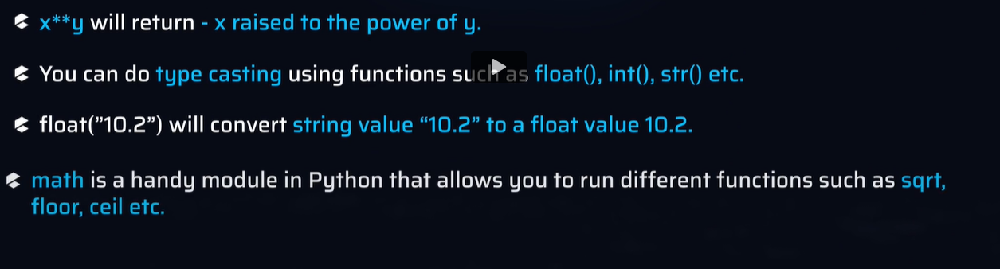 x**y will return - x raised to the power of y.
You can do type casting using functions such as float(), int(), str() etc.
float(”10.2”) will convert string value “10.2” to a float value 10.2.
math is a handy module in Python that allows you to run different functions such as sqrt,
floor, ceil etc.